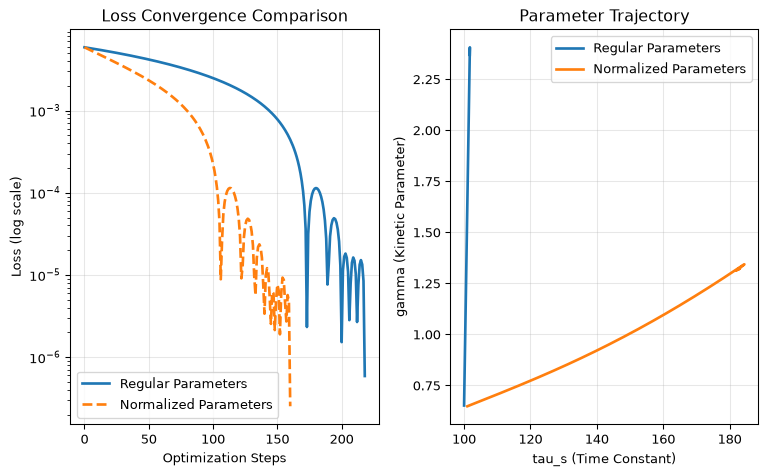 Loss Convergence Comparison
Loss (log scale)
10⁻³
10⁻⁴
10⁻⁵
10⁻⁶
Regular Parameters
Normalized Parameters
0 50 100 150 200
Optimization Steps
Parameter Trajectory
gamma (Kinetic Parameter)
2.25
2.00
1.75
1.50
1.25
1.00
0.75
Regular Parameters
Normalized Parameters
100 120 140 160 180
tau_s (Time Constant)